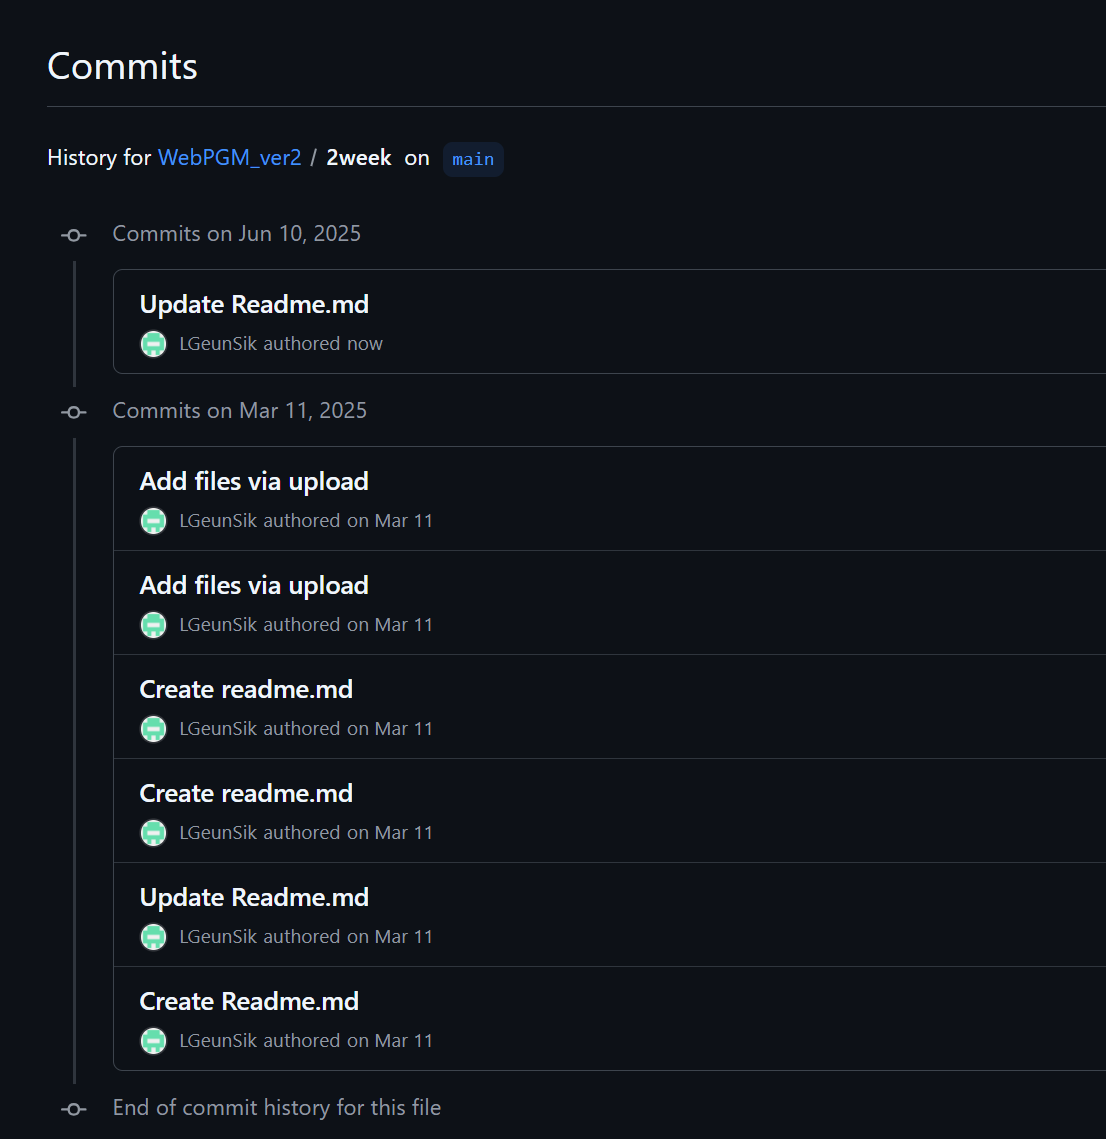 Commits
History for WebPGM_ver2 / 2week on main
Commits on Jun 10, 2025
Update Readme.md
LGeunSik authored now
Commits on Mar 11, 2025
Add files via upload
LGeunSik authored on Mar 11
Add files via upload
LGeunSik authored on Mar 11
Create readme.md
LGeunSik authored on Mar 11
Create readme.md
LGeunSik authored on Mar 11
Update Readme.md
LGeunSik authored on Mar 11
Create Readme.md
LGeunSik authored on Mar 11
End of commit history for this file